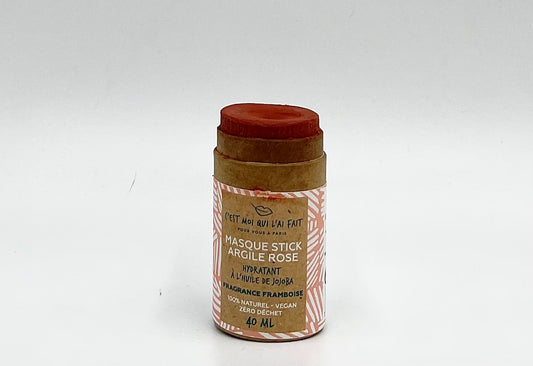 C'EST MOI QUI L'AI FAIT
POUR VOUS À PARIS
MASQUE STICK
ARGILE ROSE
HYDRATANT
À L'HUILE DE JOJOBA
FRAGRANCE FRAMBOISE
100% NATUREL - VEGAN
ZÉRO DÉCHET
40 ML